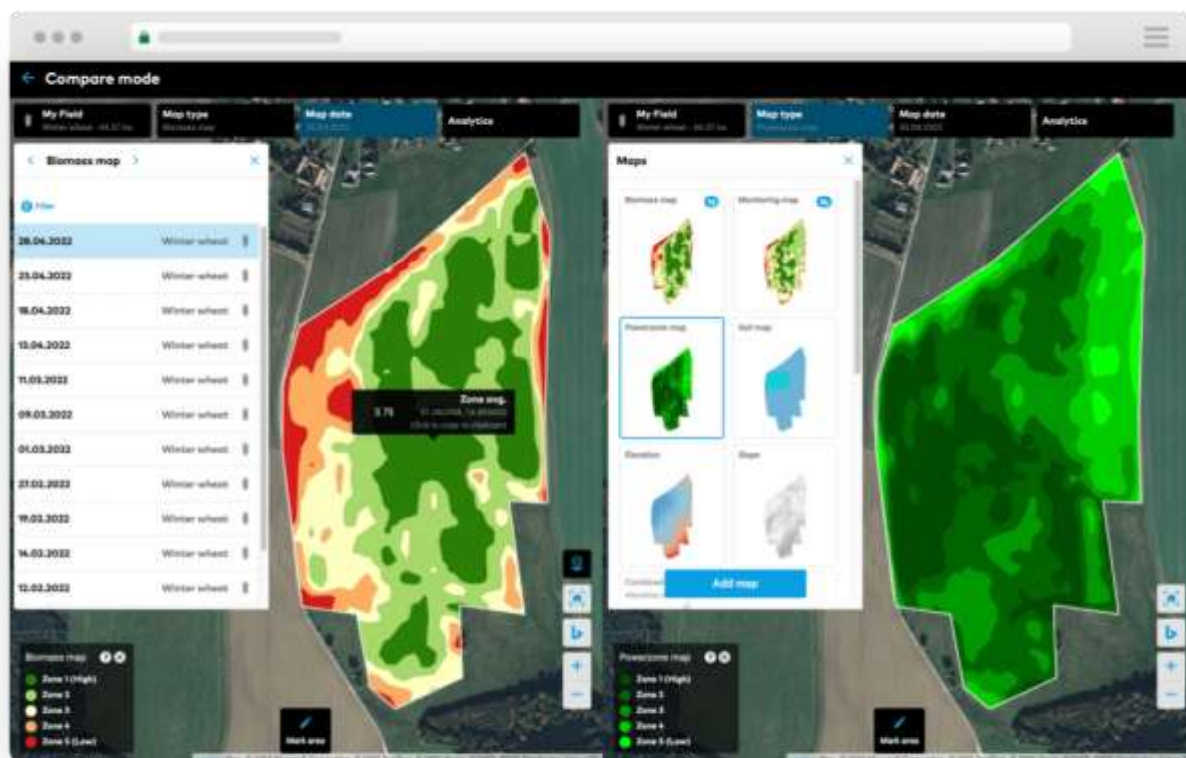 Compare mode
My Field
Map type
Map date
Analytics
Biomass map
Filter
28.04.2022 Winter wheat
23.04.2022 Winter wheat
18.04.2022 Winter wheat
13.04.2022 Winter wheat
11.03.2022 Winter wheat
09.03.2022 Winter wheat
01.03.2022 Winter wheat
27.02.2022 Winter wheat
19.02.2022 Winter wheat
14.02.2022 Winter wheat
12.02.2022 Winter wheat
Zone avg.
Click to copy to clipboard
Biomass map
Zone 1 (High)
Zone 2
Zone 3
Zone 4
Zone 5 (Low)
Mark area
My Field
Map type
Map date
Analytics
Maps
Biomass map
Monitoring map
Powerzone map
Soil map
Elevation
Slope
Add map
Powerzone map
Zone 1 (High)
Zone 2
Zone 3
Zone 4
Zone 5 (Low)
Mark area